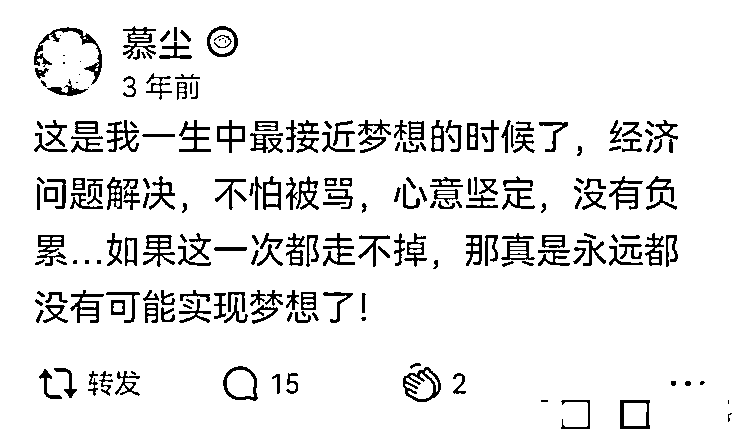 慕尘
3 年前
这是我一生中最接近梦想的时候了，经济
问题解决，不怕被骂，心意坚定，没有负
累...如果这一次都走不掉，那真是永远都
没有可能实现梦想了！
转发 15 2